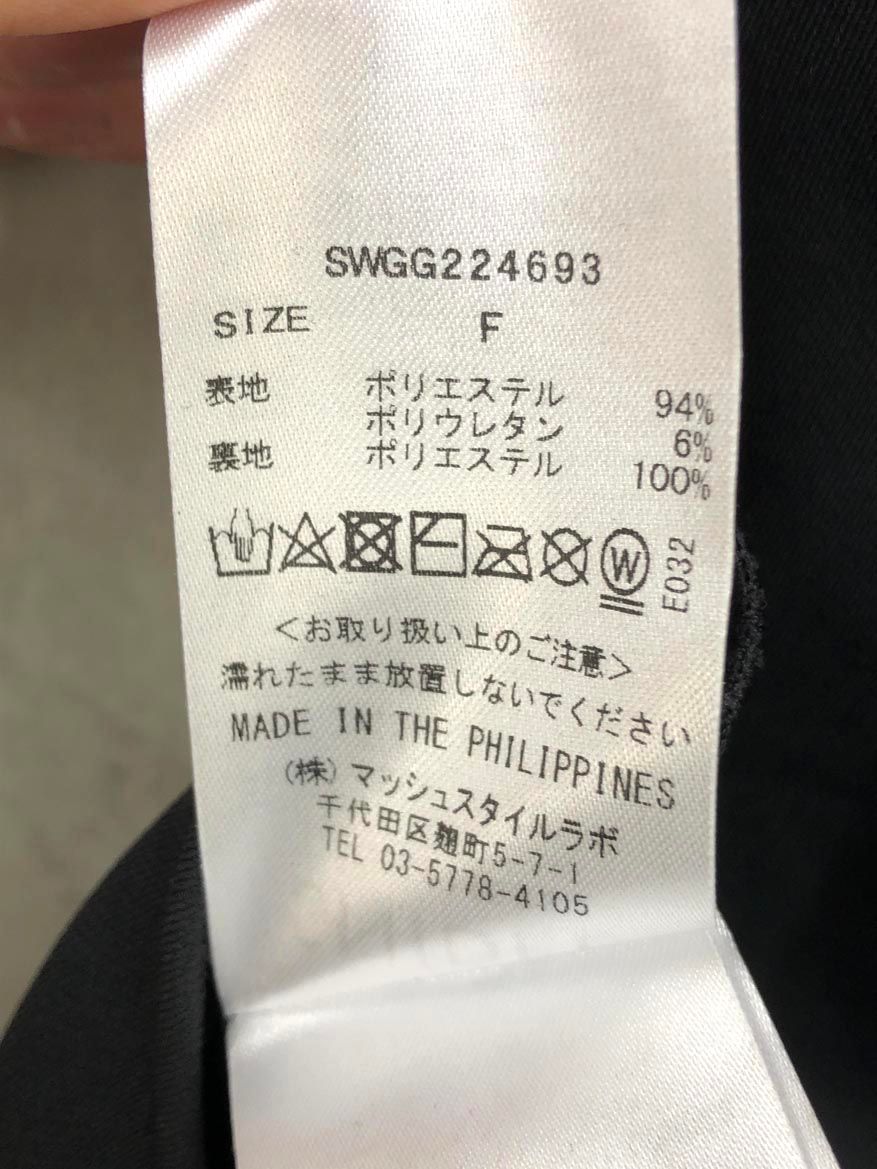 SWGG224693
SIZE F
表地 ポリエステル 94%
ポリウレタン 6%
裏地 ポリエステル 100%
W
E032
<お取り扱い上のご注意>
濡れたまま放置しないでください
MADE IN THE PHILIPPINES
(株)マッシュスタイルラボ
千代田区麹町5-7-1
TEL 03-5778-4105